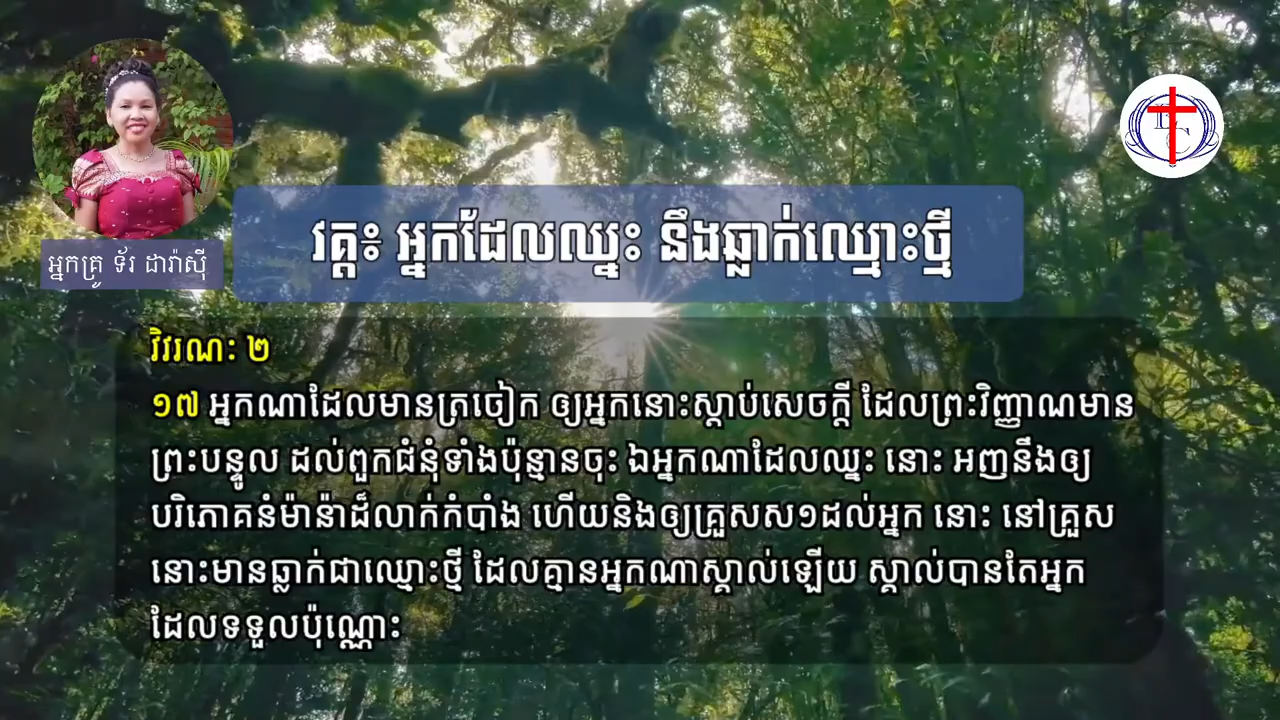 វគ្គ៖ អ្នកដែលឈ្នះ នឹងឆ្លាក់ឈ្មោះថ្មី
អ្នកគ្រូ ទ័រ ដារ៉ាស៊ី
វិវរណៈ ២
១៧ អ្នកណាដែលមានត្រចៀក ឲ្យអ្នកនោះស្តាប់សេចក្តី ដែលព្រះវិញ្ញាណមាន
ព្រះបន្ទូល ដល់ពួកជំនុំទាំងប៉ុន្មានចុះ ឯអ្នកណាដែលឈ្នះ នោះ អញនឹងឲ្យ
បរិភោគនំម៉ាន៉ាដ៏លាក់កំបាំង ហើយនិងឲ្យគ្រួសស១ដល់អ្នក នោះ នៅគ្រួស
នោះមានឆ្លាក់ជាឈ្មោះថ្មី ដែលគ្មានអ្នកណាស្គាល់ឡើយ ស្គាល់បានតែអ្នក
ដែលទទួលប៉ុណ្ណោះ